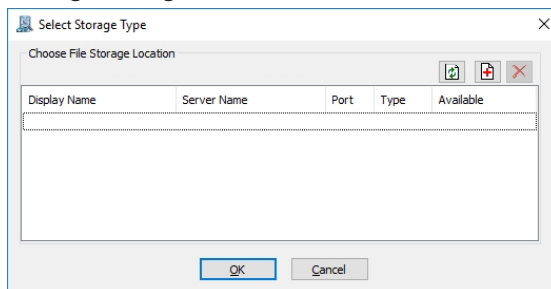 Select Storage Type
Choose File Storage Location
Display Name Server Name Port Type Available
OK Cancel